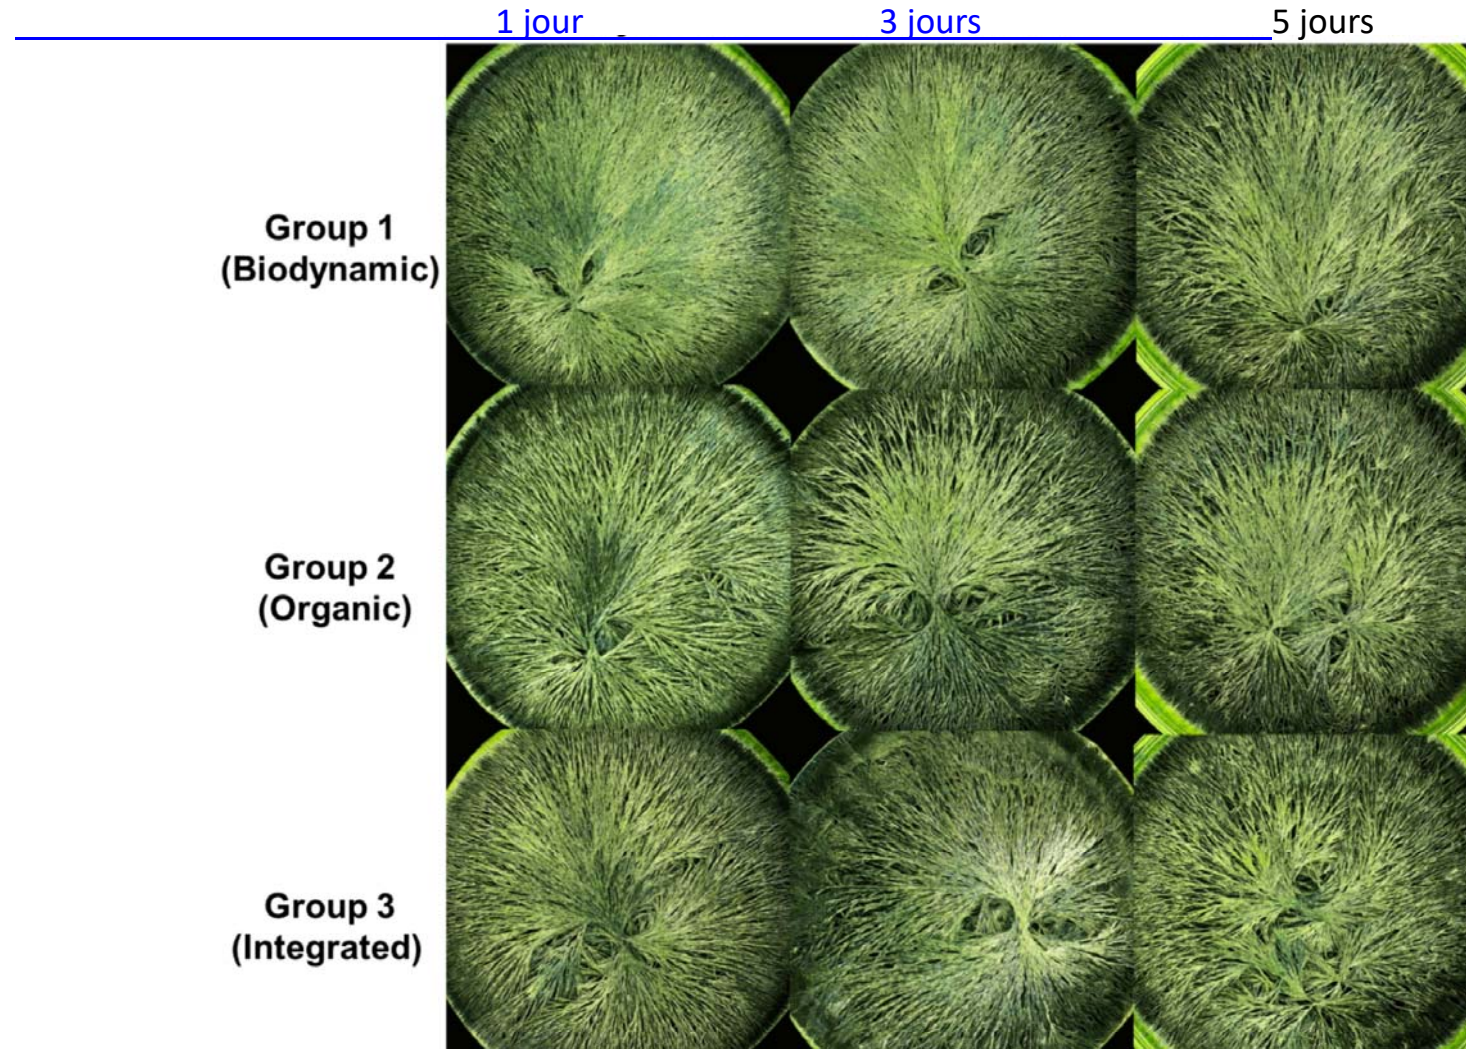 1 jour
3 jours
5 jours
Group 1
(Biodynamic)
Group 2
(Organic)
Group 3
(Integrated)